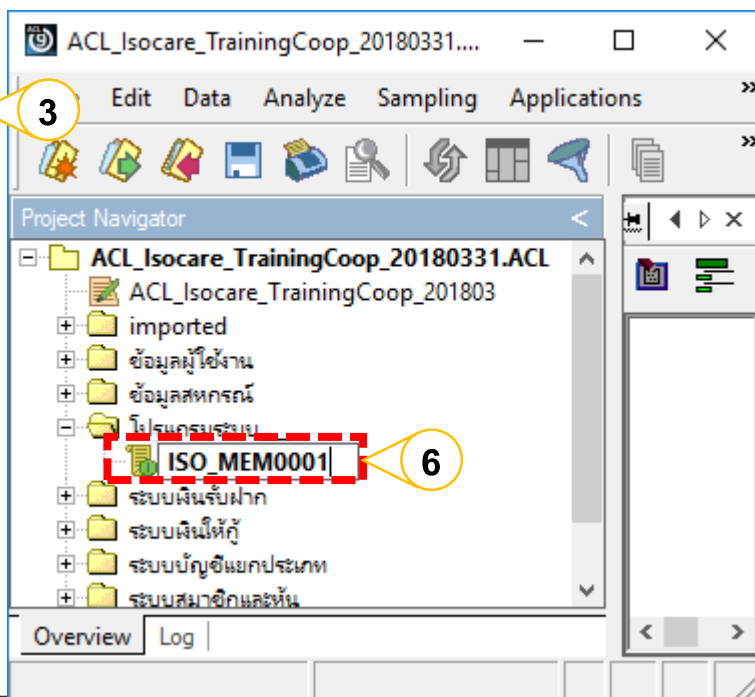 ACL_Isocare_TrainingCoop_20180331....
3
Edit Data Analyze Sampling Applications
Project Navigator
ACL_Isocare_TrainingCoop_20180331.ACL
ACL_Isocare_TrainingCoop_201803
imported
ข้อมูลผู้ใช้งาน
ข้อมูลสหกรณ์
โปรแกรมระบบ
ISO_MEM0001
6
ระบบเงินรับฝาก
ระบบเงินให้กู้
ระบบบัญชีแยกประเภท
ระบบสมาชิกและหุ้น
Overview Log